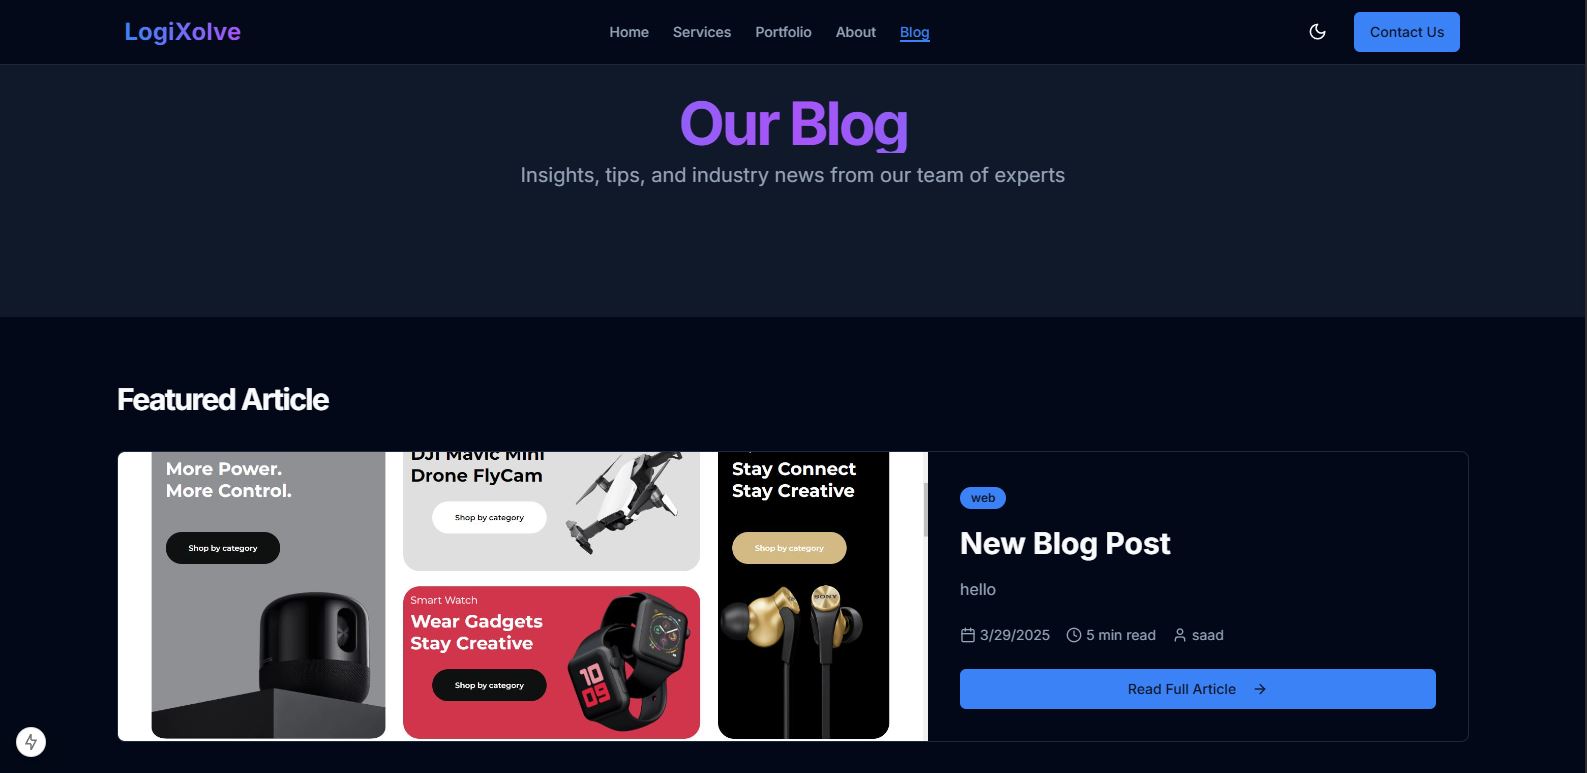 LogiXolve
Home
Services
Portfolio
About
Blog
Contact Us
Our Blog
Insights, tips, and industry news from our team of experts
Featured Article
More Power.
More Control.
Shop by category
DJI Mavic Mini
Drone FlyCam
Shop by category
Smart Watch
Wear Gadgets
Stay Creative
Shop by category
10
09
Stay Connect
Stay Creative
Shop by category
SONY
web
New Blog Post
hello
3/29/2025
5 min read
saad
Read Full Article